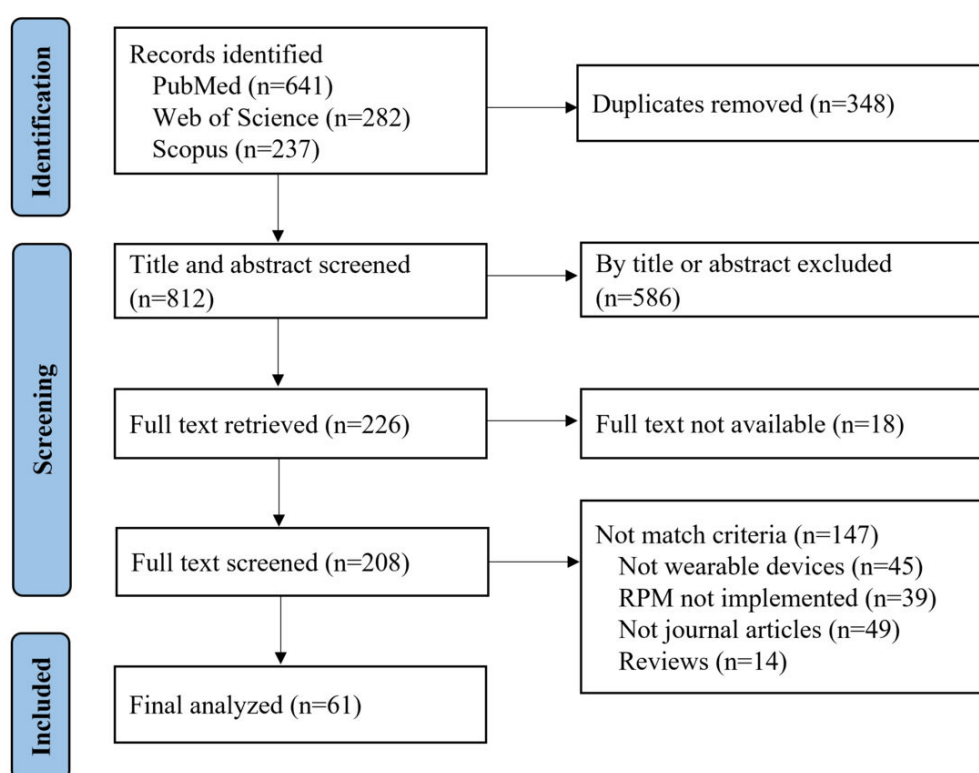 Identification
Records identified
PubMed (n=641)
Web of Science (n=282)
Scopus (n=237)
Duplicates removed (n=348)
Screening
Title and abstract screened
(n=812)
By title or abstract excluded
(n=586)
Full text retrieved (n=226)
Full text not available (n=18)
Full text screened (n=208)
Not match criteria (n=147)
Not wearable devices (n=45)
RPM not implemented (n=39)
Not journal articles (n=49)
Reviews (n=14)
Included
Final analyzed (n=61)